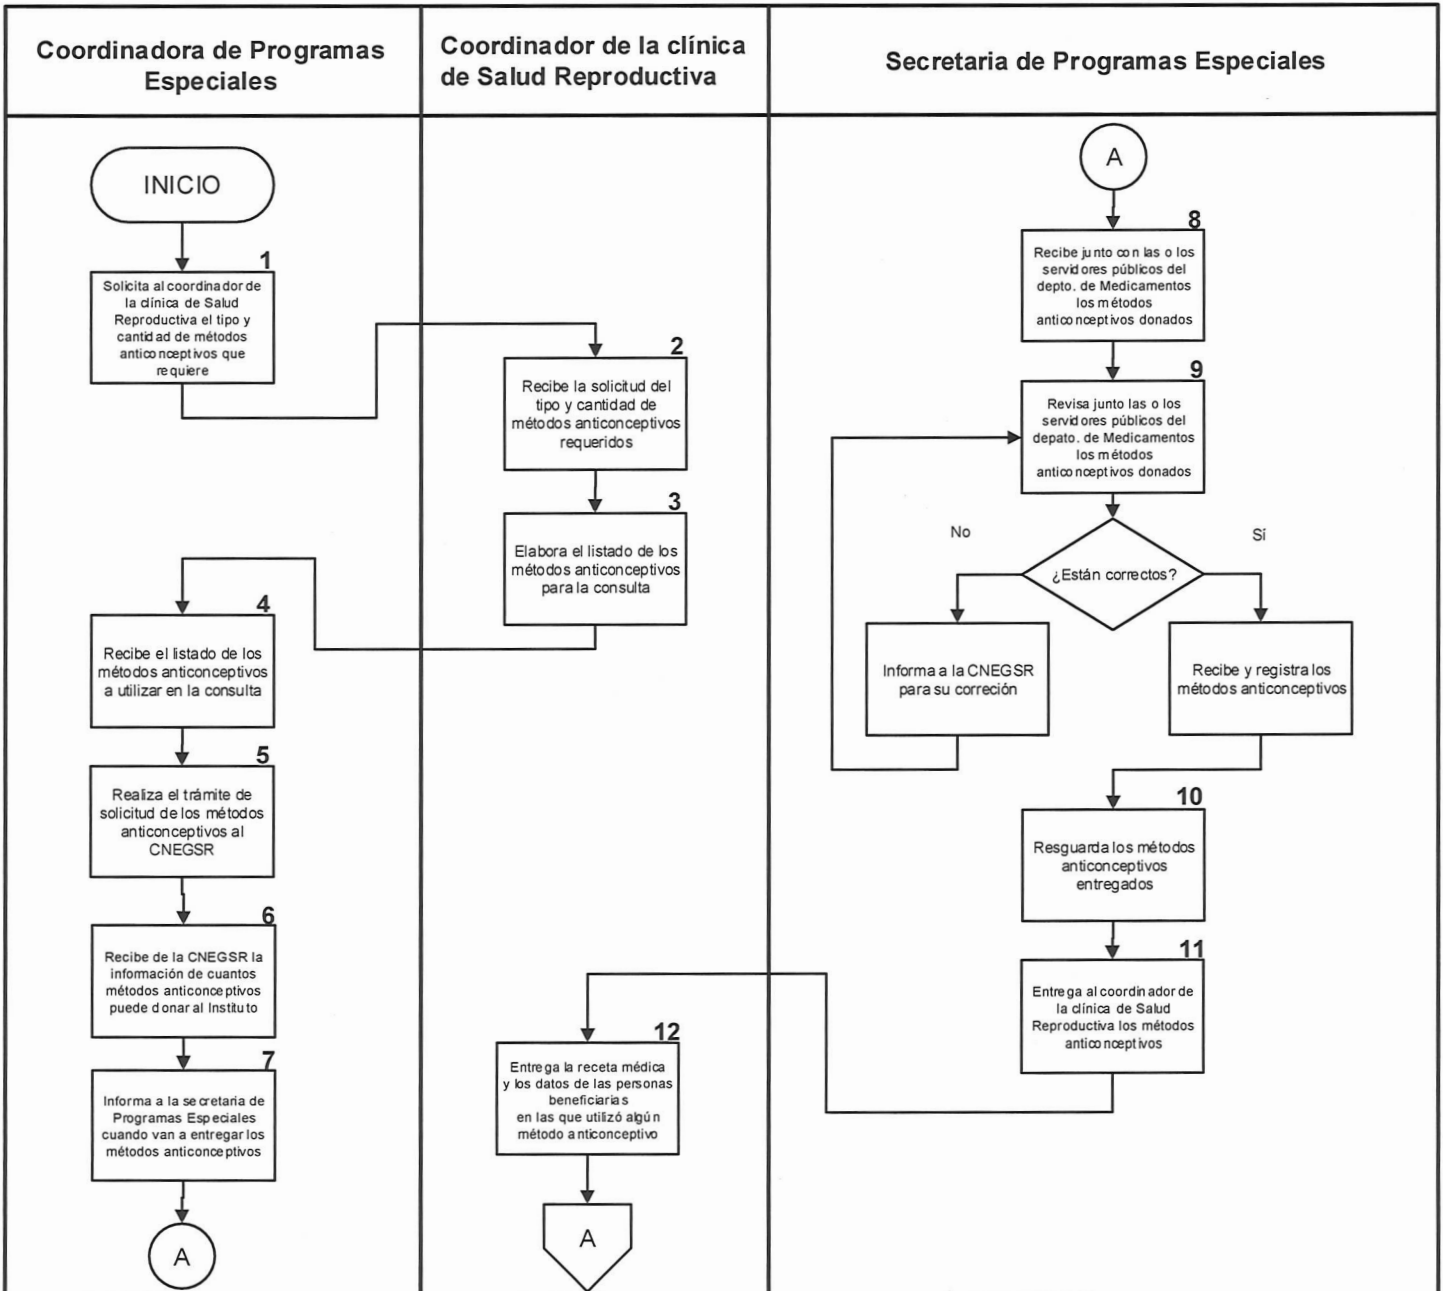 Coordinadora de Programas
Especiales
Coordinador de la clínica
de Salud Reproductiva
Secretaria de Programas Especiales
INICIO
1
Solicita al coordinador de
la clínica de Salud
Reproductiva el tipo y
cantidad de métodos
anticonceptivos que
requiere
2
Recibe la solicitud del
tipo y cantidad de
métodos anticonceptivos
requeridos
3
Elabora el listado de los
métodos anticonceptivos
para la consulta
4
Recibe el listado de los
métodos anticonceptivos
a utilizar en la consulta
5
Realiza el trámite de
solicitud de los métodos
anticonceptivos al
CNEGSR
6
Recibe de la CNEGSR la
información de cuantos
métodos anticonceptivos
puede donar al Instituto
7
Informa a la secretaria de
Programas Especiales
cuando van a entregar los
métodos anticonceptivos
A
A
8
Recibe junto con las o los
servidores públicos del
depto. de Medicamentos
los métodos
anticonceptivos donados
9
Revisa junto las o los
servidores públicos del
depato. de Medicamentos
los métodos
anticonceptivos donados
¿Están correctos?
No
Sí
Informa a la CNEGSR
para su correción
Recibe y registra los
métodos anticonceptivos
10
Resguarda los métodos
anticonceptivos
entregados
11
Entrega al coordinador de
la clínica de Salud
Reproductiva los métodos
anticonceptivos
12
Entrega la receta médica
y los datos de las personas
beneficiarias
en las que utilizó algún
método anticonceptivo
A